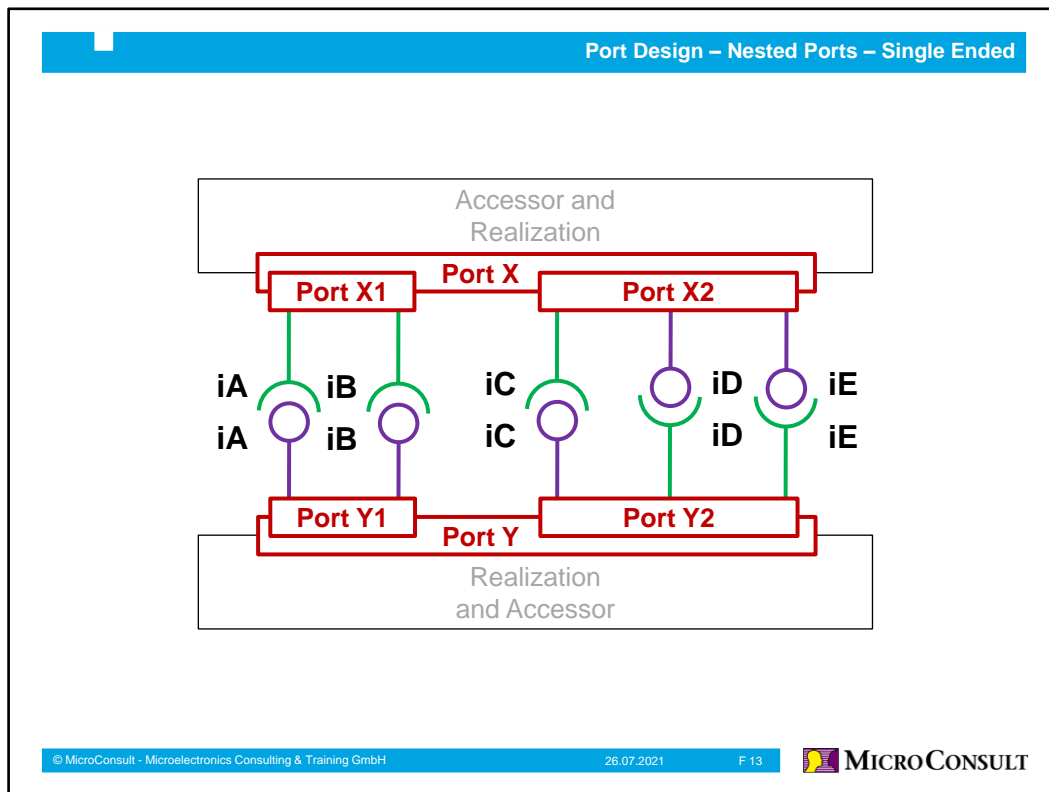 Port Design – Nested Ports – Single Ended
Accessor and
Realization
Port X
Port X1
Port X2
iA
iB
iC
iD
iE
iA
iB
iC
iD
iE
Port Y1
Port Y2
Port Y
Realization
and Accessor
© MicroConsult - Microelectronics Consulting & Training GmbH
26.07.2021
F 13
MICROCONSULT